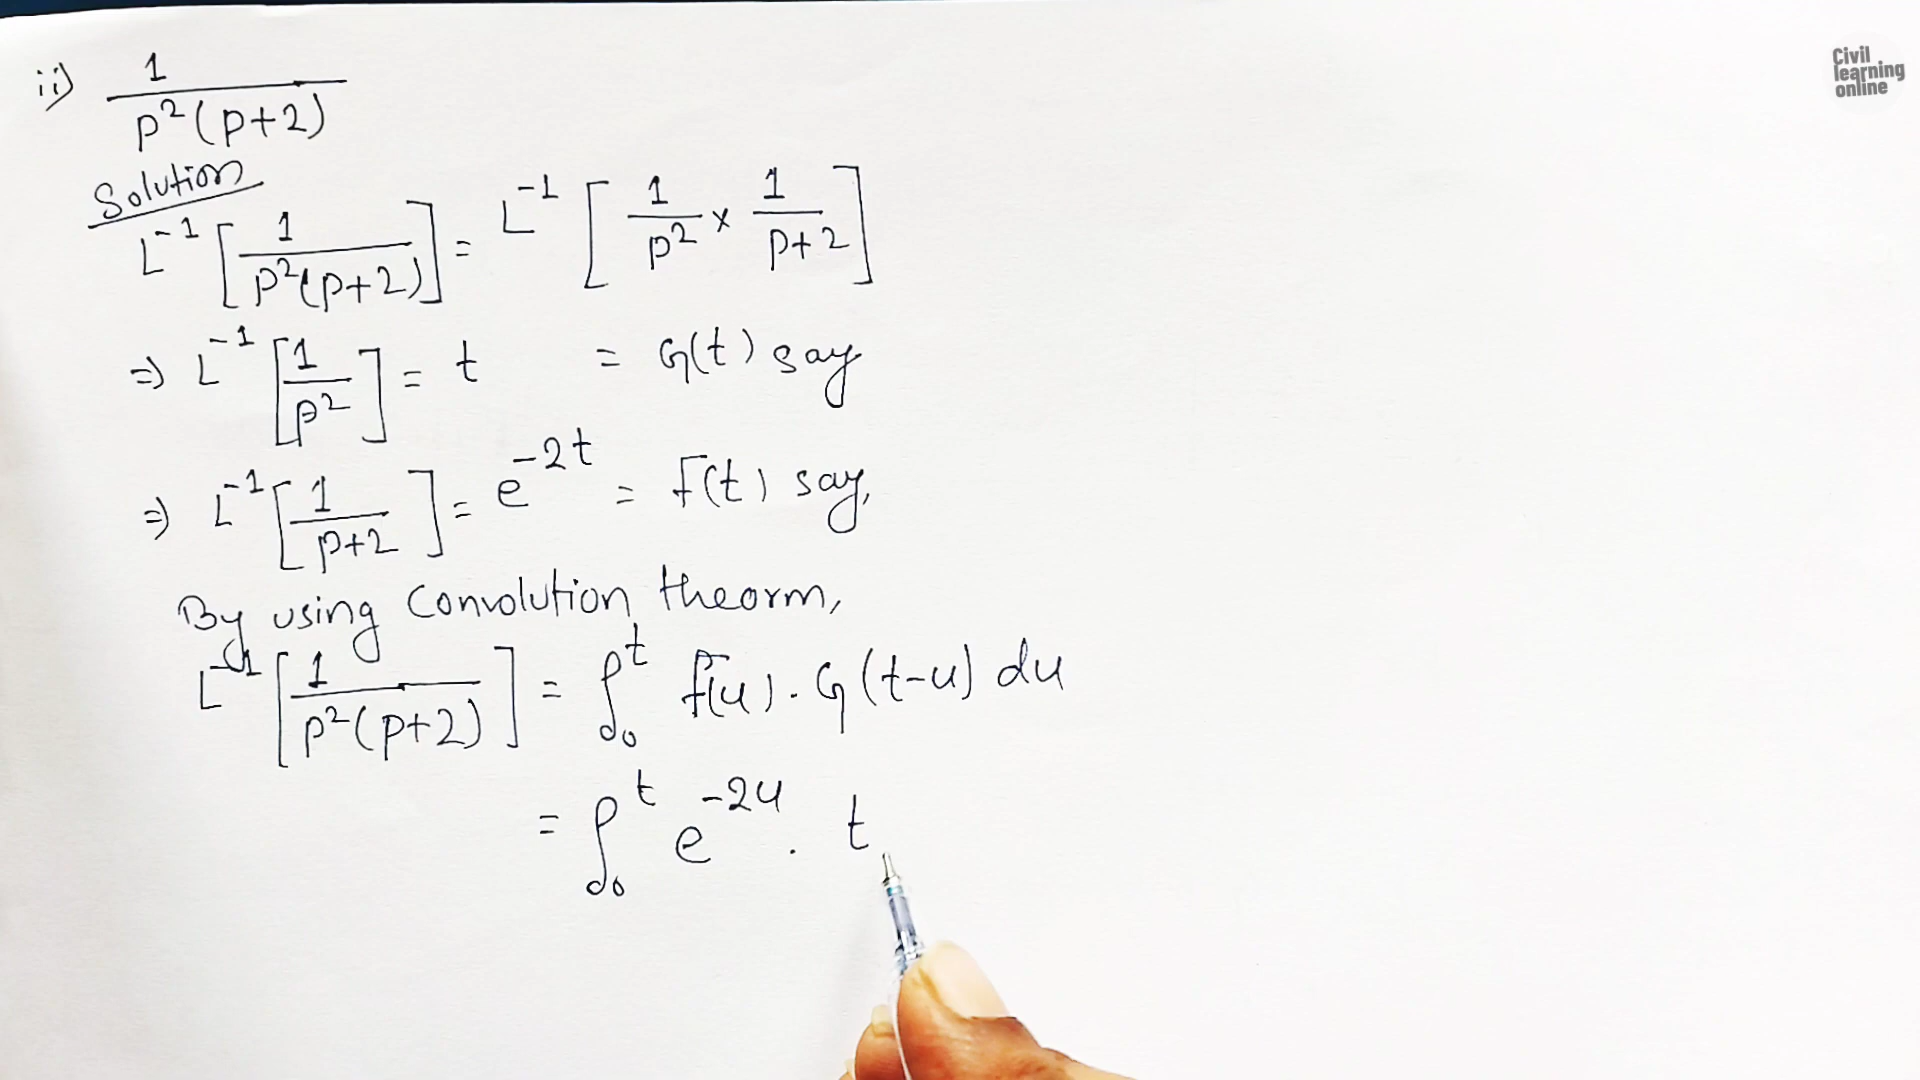 ii) 1/p²(p+2)
Solution
L⁻¹[1/p²(p+2)] = L⁻¹[1/p² × 1/p+2]
⇒ L⁻¹[1/p²] = t = G(t) say
⇒ L⁻¹[1/p+2] = e^-2t = F(t) say,
By using Convolution theorm,
L⁻¹[1/p²(p+2)] = ∫₀ᵗ F(u) . G(t-u) du
= ∫₀ᵗ e^-2u . t
Civil
learning
online